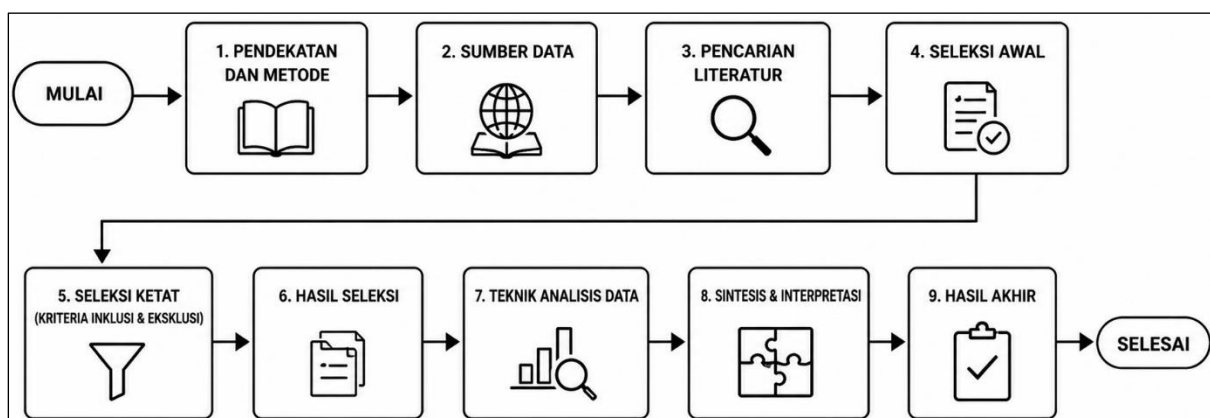 MULAI
1. PENDEKATAN
DAN METODE
2. SUMBER DATA
3. PENCARIAN
LITERATUR
4. SELEKSI AWAL
5. SELEKSI KETAT
(KRITERIA INKLUSI & EKSKLUSI)
6. HASIL SELEKSI
7. TEKNIK ANALISIS DATA
8. SINTESIS & INTERPRETASI
9. HASIL AKHIR
SELESAI